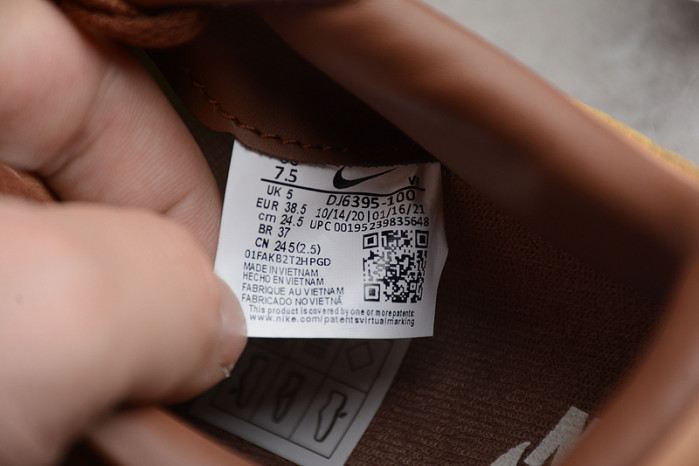 7.5
VN
UK 5
DJ6395-100
EUR 38.5
10/14/20 | 01/16/21
cm 24.5
UPC 00195239835648
BR 37
CN 245(2.5)
01FAKB2T2HPGD
MADE IN VIETNAM
HECHO EN VIETNAM
FABRIQUE AU VIETNAM
FABRICADO NO VIETNÃ
This product is covered by one or more patents:
www.nike.com/patentsvirtualmarking